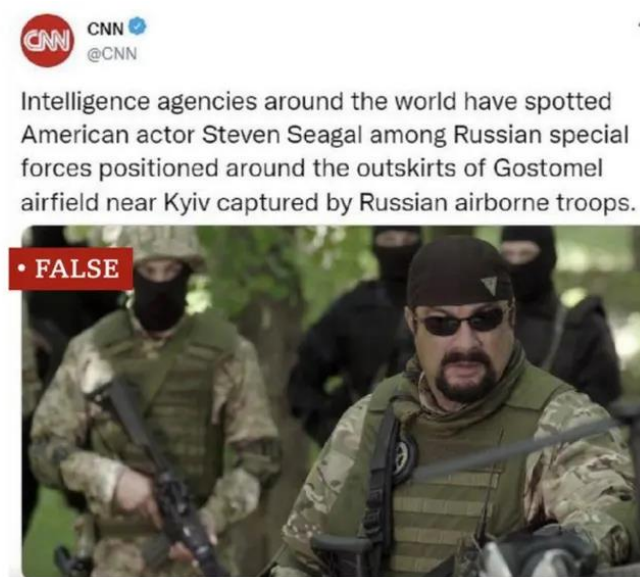 CNN
CNN
@CNN
Intelligence agencies around the world have spotted
American actor Steven Seagal among Russian special
forces positioned around the outskirts of Gostomel
airfield near Kyiv captured by Russian airborne troops.
• FALSE